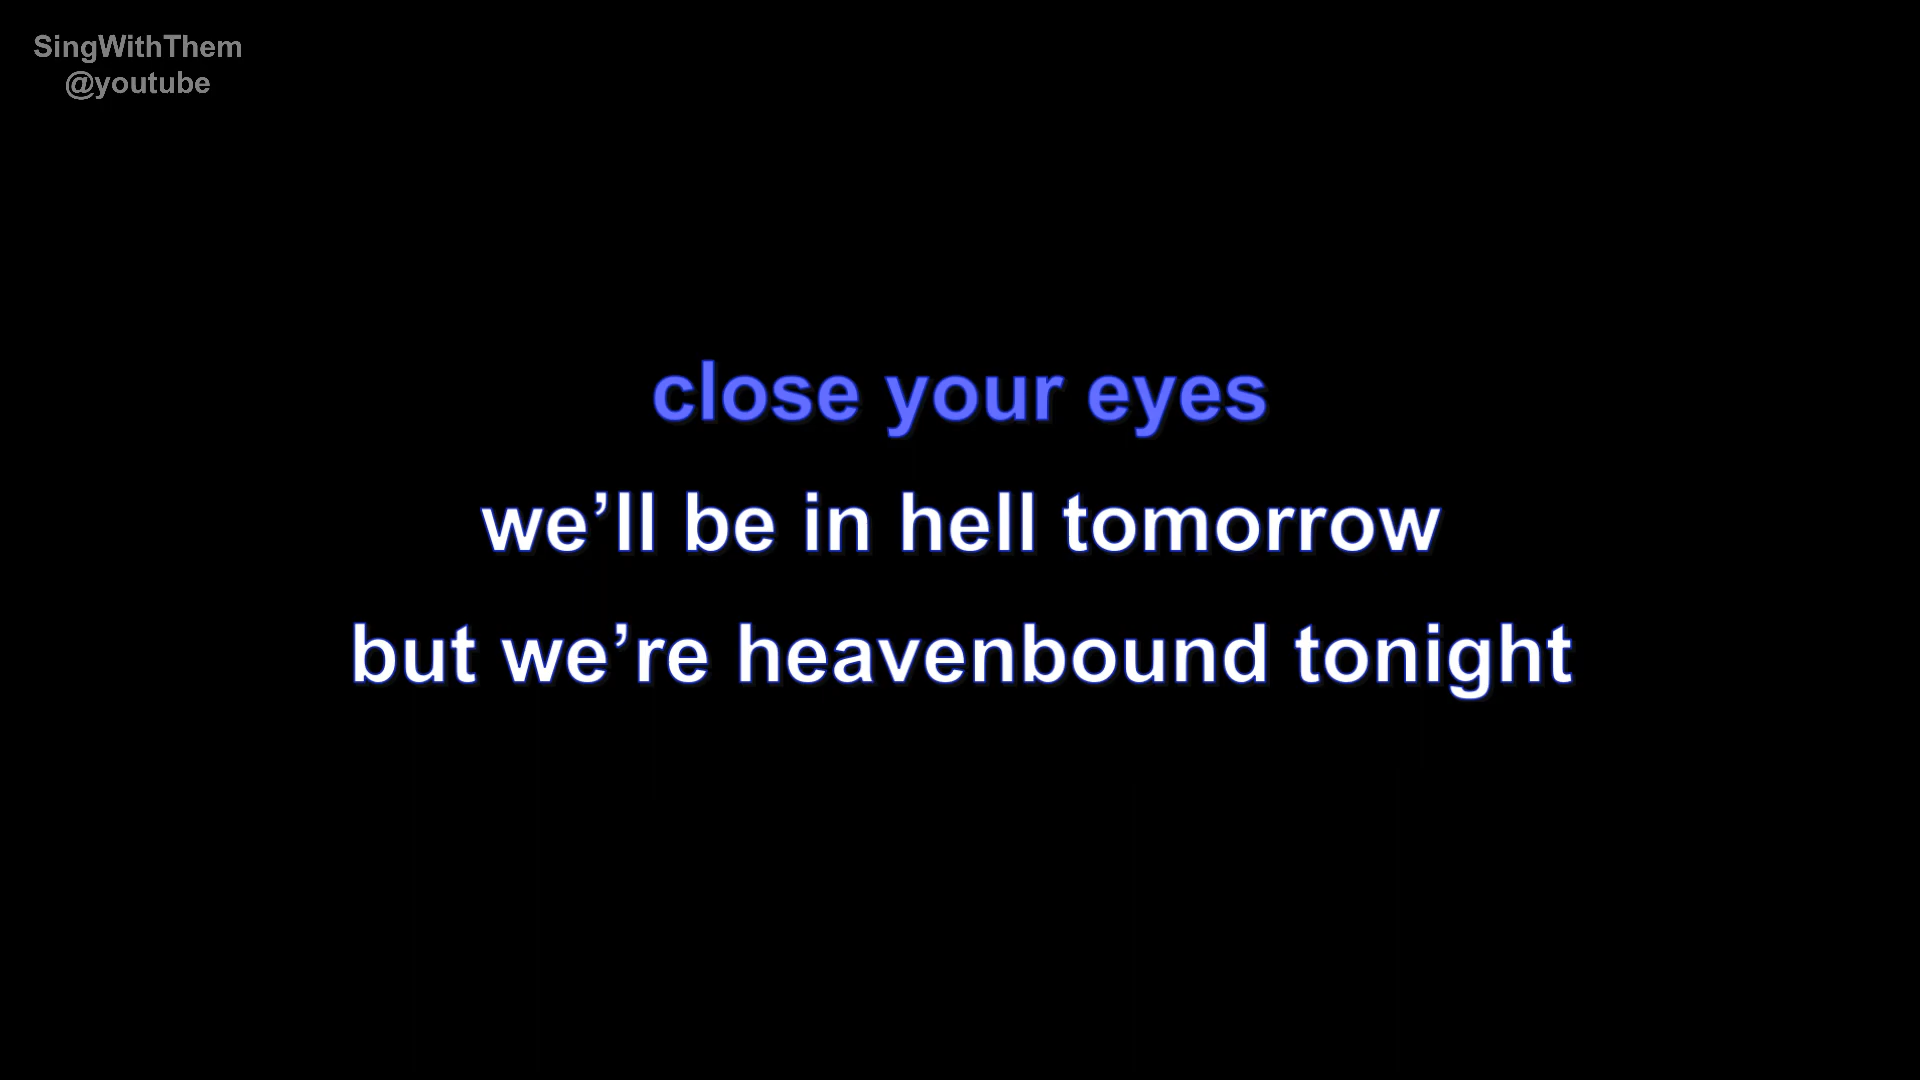 SingWithThem
@youtube
close your eyes
we’ll be in hell tomorrow
but we’re heavenbound tonight